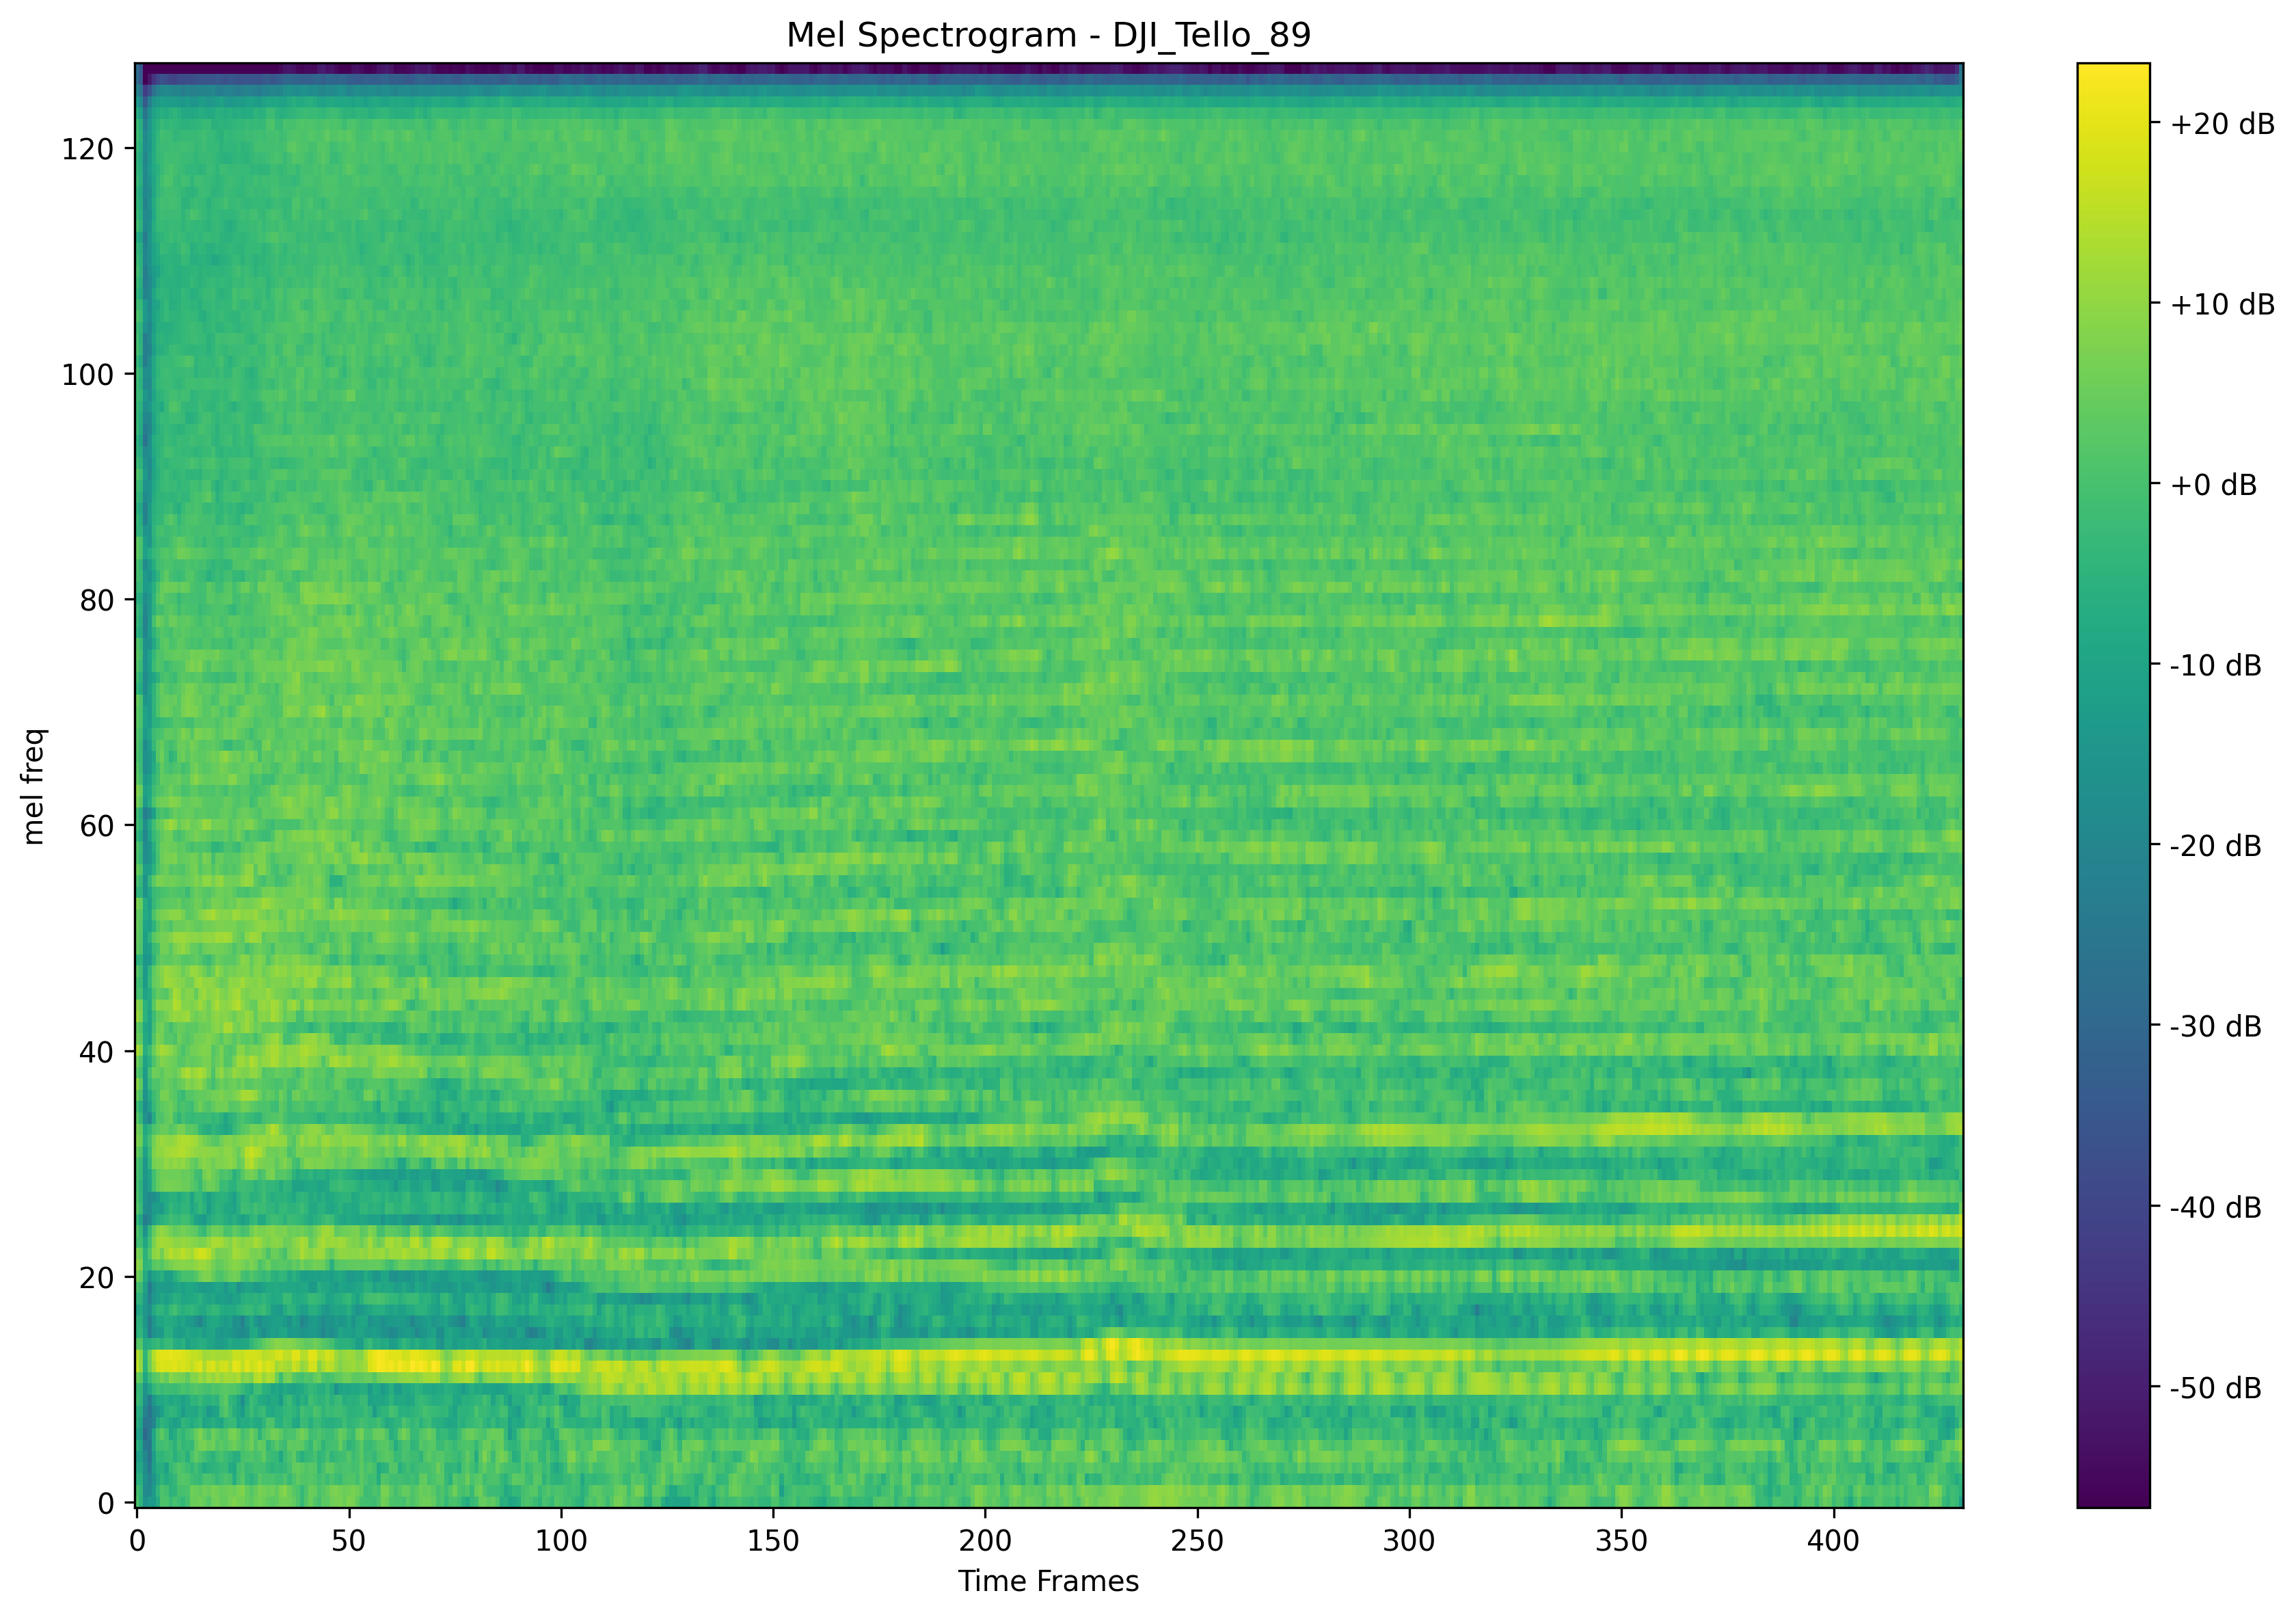 Mel Spectrogram - DJI_Tello_89
mel freq
120
100
80
60
40
20
0
0 50 100 150 200 250 300 350 400
Time Frames
+20 dB
+10 dB
+0 dB
-10 dB
-20 dB
-30 dB
-40 dB
-50 dB